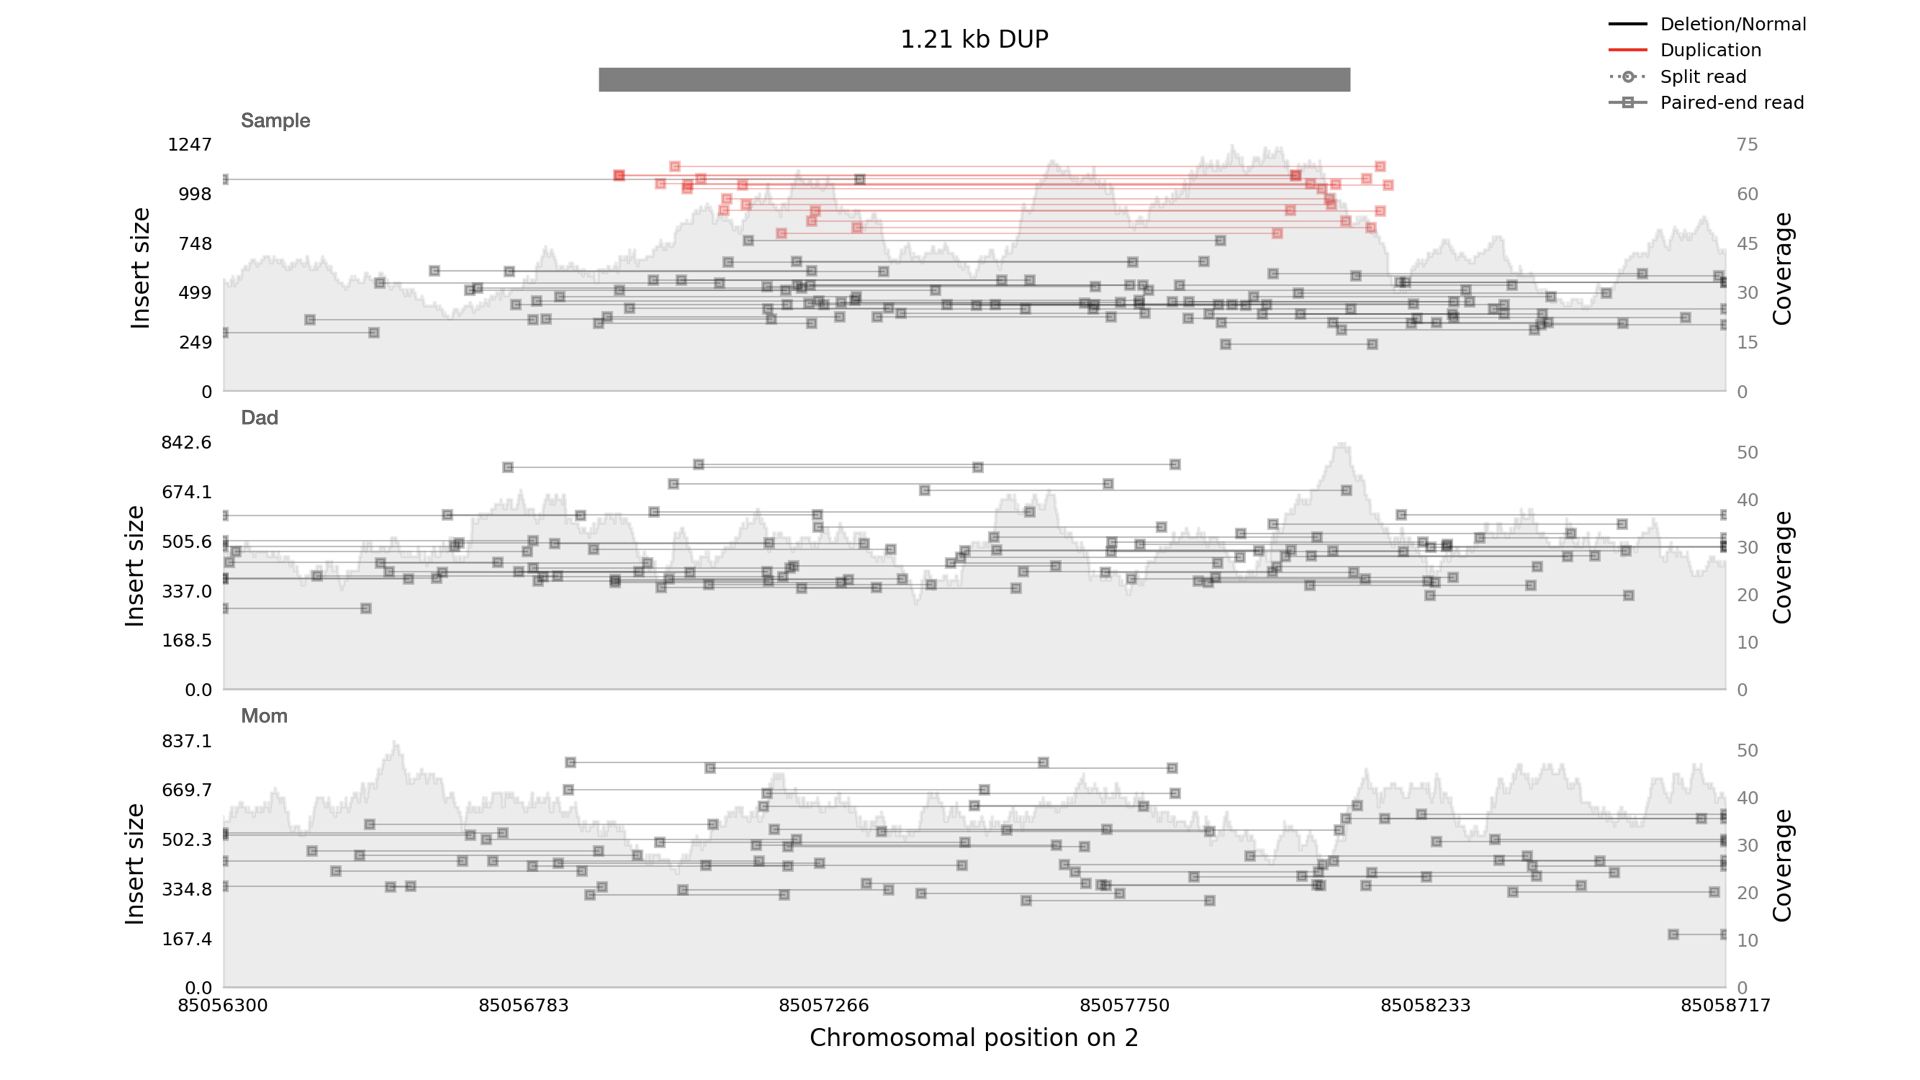 1.21 kb DUP
Deletion/Normal
Duplication
Split read
Paired-end read
Sample
1247
998
748
499
249
0
Insert size
75
60
45
30
15
0
Coverage
Dad
842.6
674.1
505.6
337.0
168.5
0.0
Insert size
50
40
30
20
10
0
Coverage
Mom
837.1
669.7
502.3
334.8
167.4
0.0
Insert size
50
40
30
20
10
0
Coverage
85056300 85056783 85057266 85057750 85058233 85058717
Chromosomal position on 2